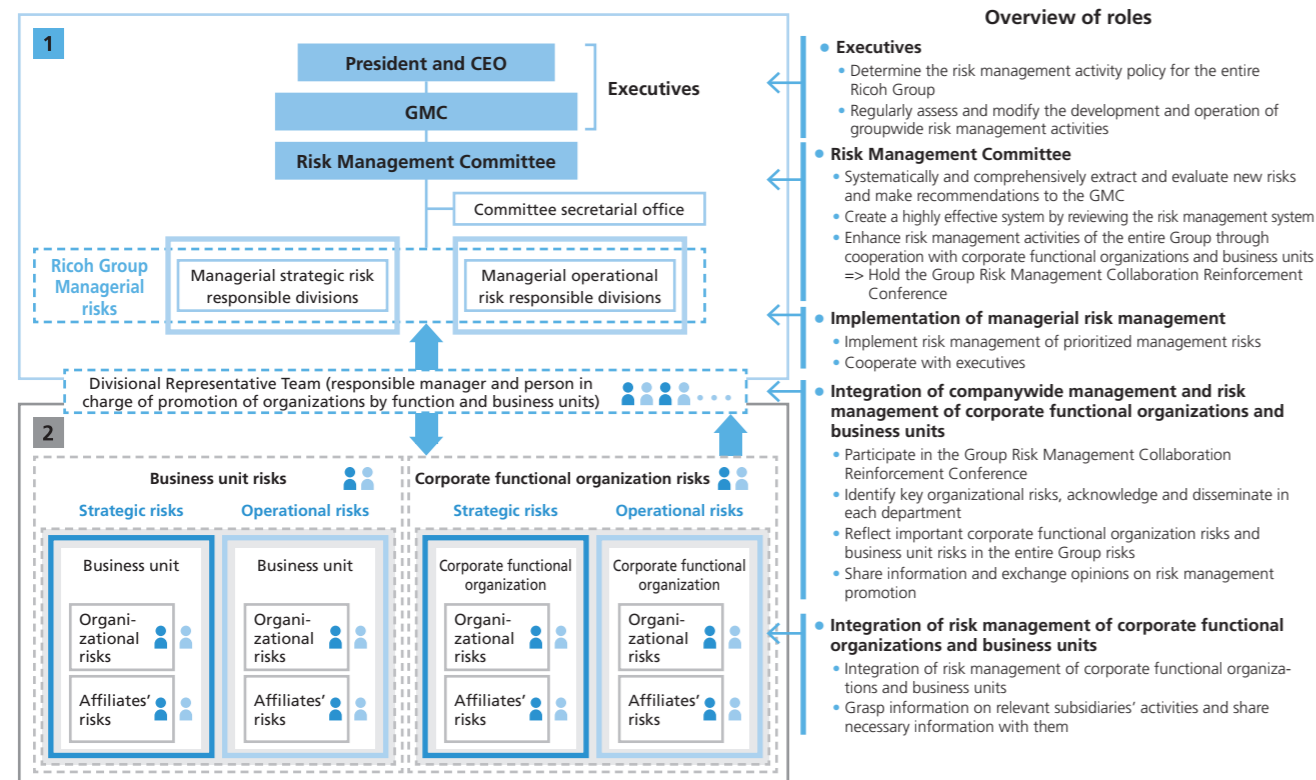 1
President and CEO
GMC
Executives
Risk Management Committee
Committee secretarial office
Ricoh Group
Managerial
risks
Managerial strategic risk
responsible divisions
Managerial operational
risk responsible divisions
Divisional Representative Team (responsible manager and person in
charge of promotion of organizations by function and business units)
2
Business unit risks
Strategic risks
Operational risks
Business unit
Organi-
zational
risks
Affiliates'
risks
Business unit
Organi-
zational
risks
Affiliates'
risks
Corporate functional organization risks
Strategic risks
Operational risks
Corporate functional
organization
Organi-
zational
risks
Affiliates'
risks
Corporate functional
organization
Organi-
zational
risks
Affiliates'
risks
Overview of roles
• Executives
• Determine the risk management activity policy for the entire
Ricoh Group
• Regularly assess and modify the development and operation of
groupwide risk management activities
• Risk Management Committee
• Systematically and comprehensively extract and evaluate new risks
and make recommendations to the GMC
• Create a highly effective system by reviewing the risk management system
• Enhance risk management activities of the entire Group through
cooperation with corporate functional organizations and business units
=> Hold the Group Risk Management Collaboration Reinforcement
Conference
• Implementation of managerial risk management
• Implement risk management of prioritized management risks
• Cooperate with executives
• Integration of companywide management and risk
management of corporate functional organizations and
business units
• Participate in the Group Risk Management Collaboration
Reinforcement Conference
• Identify key organizational risks, acknowledge and disseminate in
each department
• Reflect important corporate functional organization risks and
business unit risks in the entire Group risks
• Share information and exchange opinions on risk management
promotion
• Integration of risk management of corporate functional
organizations and business units
• Integration of risk management of corporate functional organiza-
tions and business units
• Grasp information on relevant subsidiaries' activities and share
necessary information with them